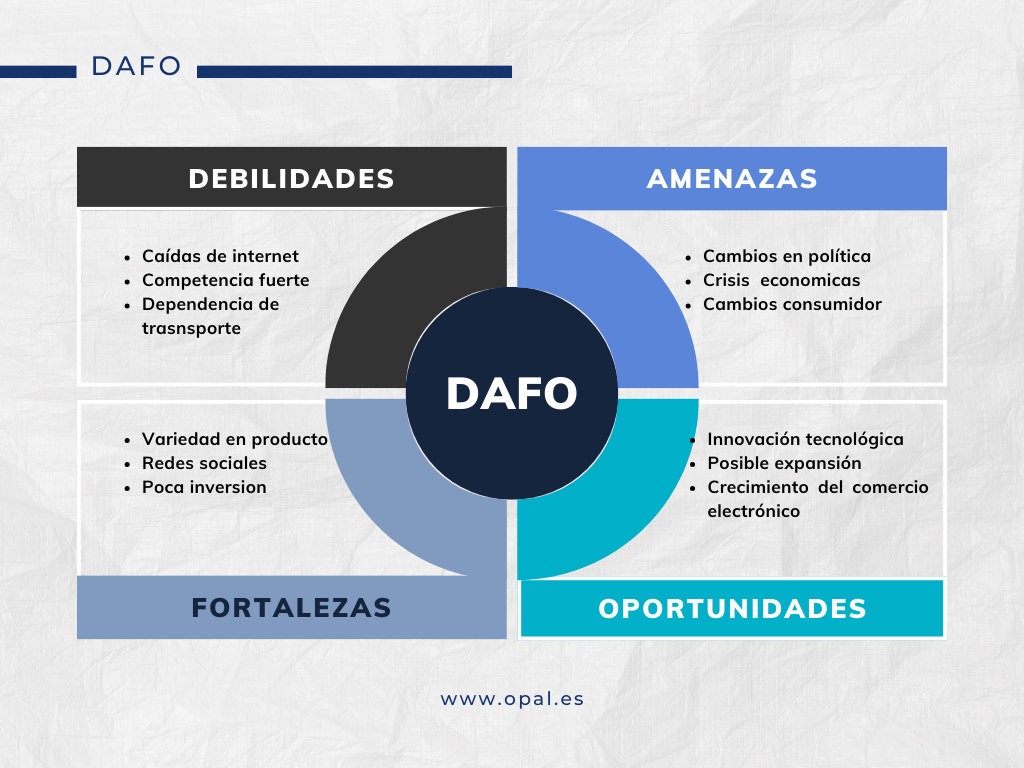 DAFO
DEBILIDADES
Caídas de internet
Competencia fuerte
Dependencia de
trasnsporte
AMENAZAS
Cambios en política
Crisis economicas
Cambios consumidor
DAFO
Variedad en producto
Redes sociales
Poca inversion
FORTALEZAS
Innovación tecnológica
Posible expansión
Crecimiento del comercio
electrónico
OPORTUNIDADES
www.opal.es